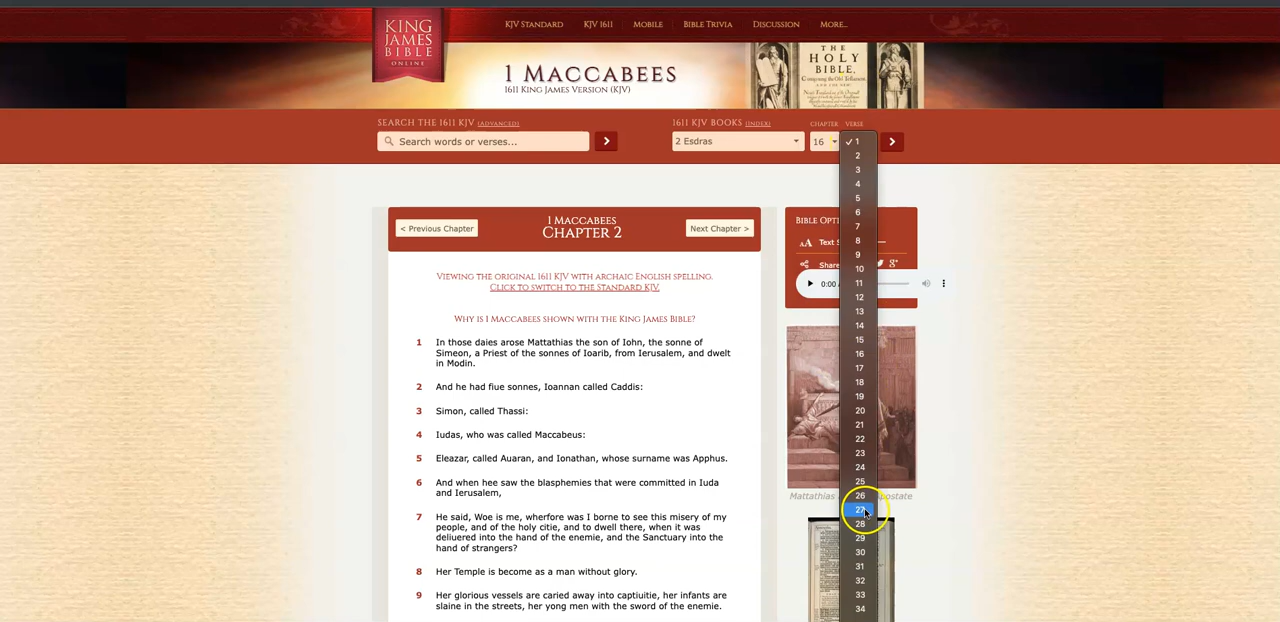 KJV STANDARD KJV 1611 MOBILE BIBLE TRIVIA DISCUSSION MORE...
KING
JAMES
BIBLE
ONLINE
1 MACCABEES
1611 KING JAMES VERSION (KJV)
THE
HOLY
BIBLE,
SEARCH THE 1611 KJV (ADVANCED)
Search words or verses...
1611 KJV BOOKS (INDEX)
2 Esdras
CHAPTER
16
VERSE
✓ 1
2
3
4
5
6
7
8
9
10
11
12
13
14
15
16
17
18
19
20
21
22
23
24
25
26
27
28
29
30
31
32
33
34
< Previous Chapter
1 MACCABEES
CHAPTER 2
Next Chapter >
VIEWING THE ORIGINAL 1611 KJV WITH ARCHAIC ENGLISH SPELLING.
CLICK TO SWITCH TO THE STANDARD KJV.
WHY IS 1 MACCABEES SHOWN WITH THE KING JAMES BIBLE?
1 In those daies arose Mattathias the son of Iohn, the sonne of
Simeon, a Priest of the sonnes of Ioarib, from Ierusalem, and dwelt
in Modin.
2 And he had fiue sonnes, Ioannan called Caddis:
3 Simon, called Thassi:
4 Iudas, who was called Maccabeus:
5 Eleazar, called Auaran, and Ionathan, whose surname was Apphus.
6 And when hee saw the blasphemies that were committed in Iuda
and Ierusalem,
7 He said, Woe is me, wherfore was I borne to see this misery of my
people, and of the holy citie, and to dwell there, when it was
deliuered into the hand of the enemie, and the Sanctuary into the
hand of strangers?
8 Her Temple is become as a man without glory.
9 Her glorious vessels are caried away into captiuitie, her infants are
slaine in the streets, her yong men with the sword of the enemie.
BIBLE
AA Text
Share
g+
0:00
Mattathias